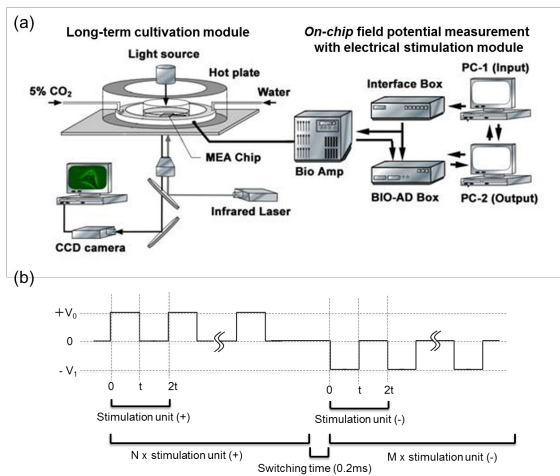 (a)
Long-term cultivation module
On-chip field potential measurement
with electrical stimulation module
Light source
Hot plate
5% CO2
Water
MEA Chip
Infrared Laser
CCD camera
Bio Amp
Interface Box
PC-1 (Input)
BIO-AD Box
PC-2 (Output)
(b)
+V0
0
- V1
0 t 2t
0 t 2t
Stimulation unit (+)
Stimulation unit (-)
N x stimulation unit (+)
M x stimulation unit (-)
Switching time (0.2ms)